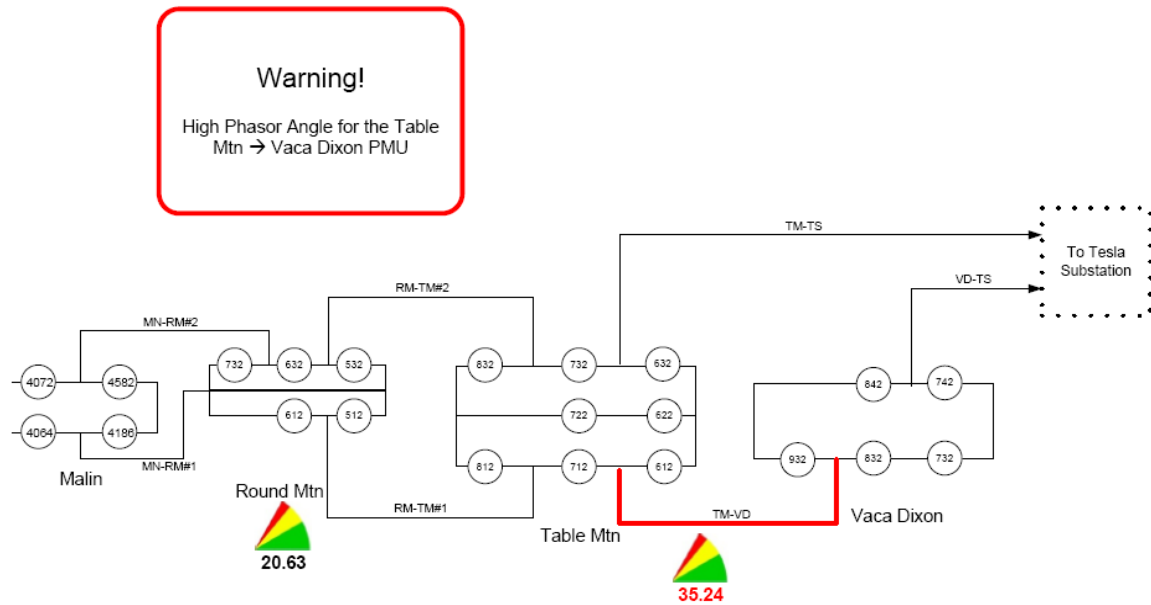 Warning!
High Phasor Angle for the Table
Mtn → Vaca Dixon PMU
TM-TS
To Tesla
Substation
VD-TS
RM-TM#2
MN-RM#2
732
632
532
832
732
632
4072
4582
842
742
612
512
722
622
4064
4186
MN-RM#1
812
712
612
932
832
732
Malin
Round Mtn
RM-TM#1
TM-VD
Vaca Dixon
Table Mtn
20.63
35.24